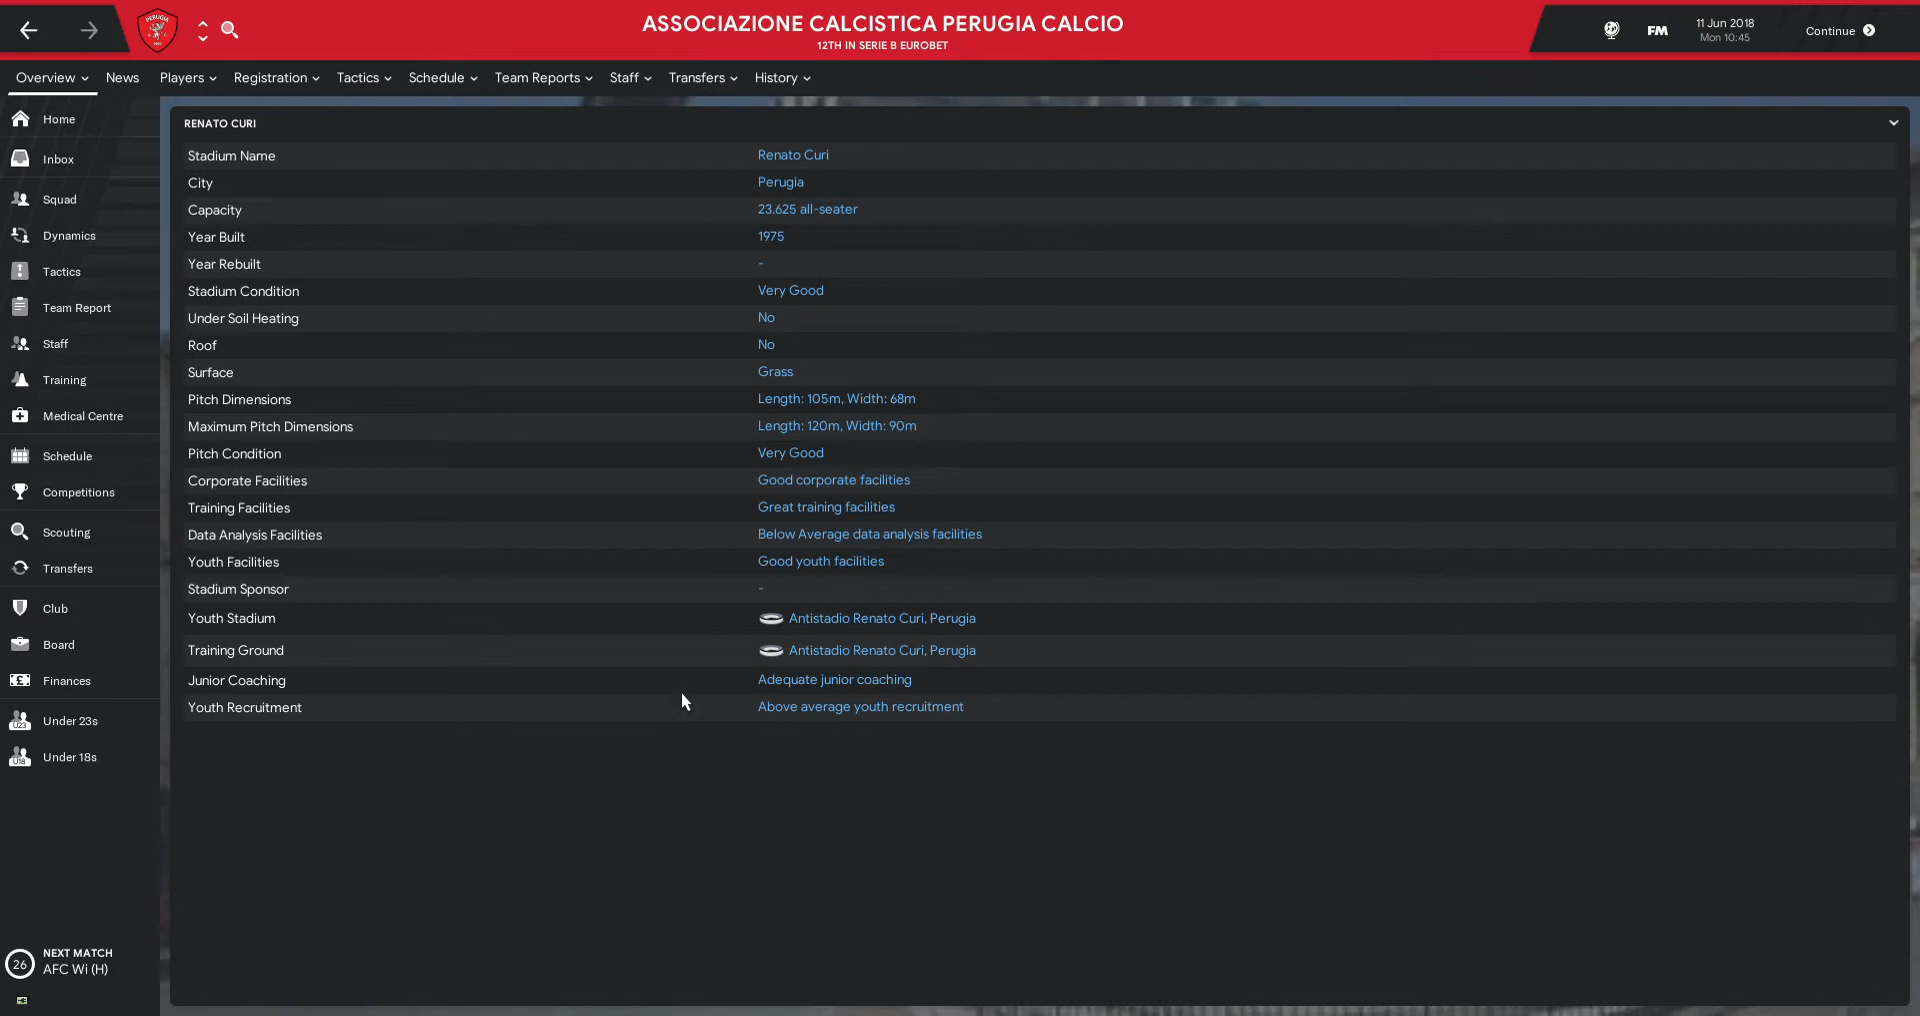 ASSOCIAZIONE CALCISTICA PERUGIA CALCIO
12TH IN SERIE B EUROBET
FM
11 Jun 2018
Mon 10:45
Continue
PERUGIA
Overview News Players Registration Tactics Schedule Team Reports Staff Transfers History
Home
Inbox
Squad
Dynamics
Tactics
Team Report
Staff
Training
Medical Centre
Schedule
Competitions
Scouting
Transfers
Club
Board
Finances
U23 Under 23s
U18 Under 18s
26 NEXT MATCH
AFC Wi (H)
RENATO CURI
Stadium Name Renato Curi
City Perugia
Capacity 23.625 all-seater
Year Built 1975
Year Rebuilt -
Stadium Condition Very Good
Under Soil Heating No
Roof No
Surface Grass
Pitch Dimensions Length: 105m, Width: 68m
Maximum Pitch Dimensions Length: 120m, Width: 90m
Pitch Condition Very Good
Corporate Facilities Good corporate facilities
Training Facilities Great training facilities
Data Analysis Facilities Below Average data analysis facilities
Youth Facilities Good youth facilities
Stadium Sponsor -
Youth Stadium Antistadio Renato Curi, Perugia
Training Ground Antistadio Renato Curi, Perugia
Junior Coaching Adequate junior coaching
Youth Recruitment Above average youth recruitment